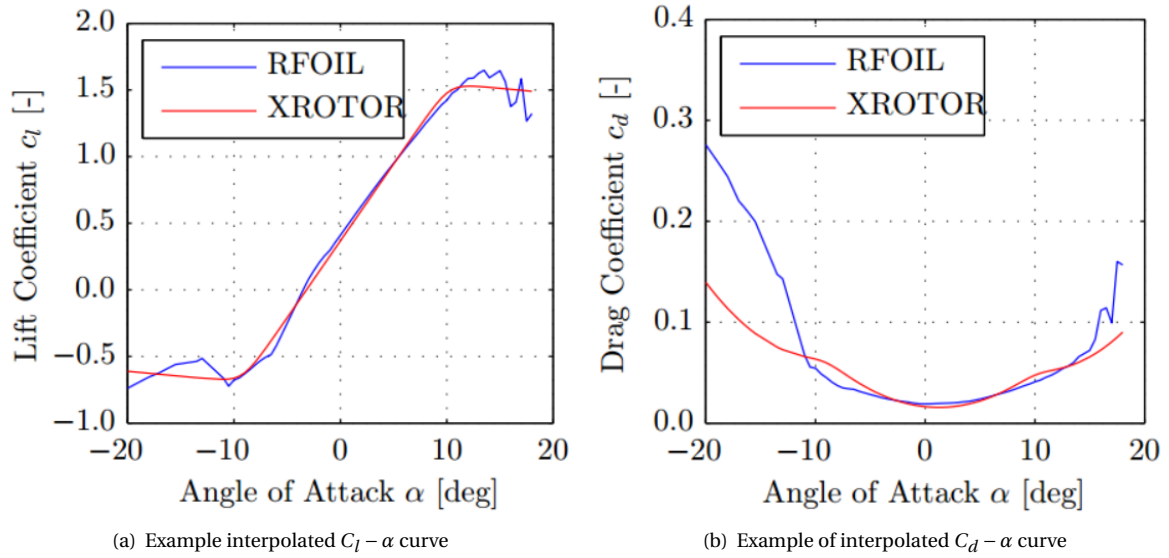 2.0
1.5
1.0
0.5
0.0
−0.5
−1.0
Lift Coefficient c_l [-]
RFOIL
XROTOR
−20 −10 0 10 20
Angle of Attack α [deg]
(a) Example interpolated C_l − α curve
0.4
0.3
0.2
0.1
0.0
Drag Coefficient c_d [-]
RFOIL
XROTOR
−20 −10 0 10 20
Angle of Attack α [deg]
(b) Example of interpolated C_d − α curve